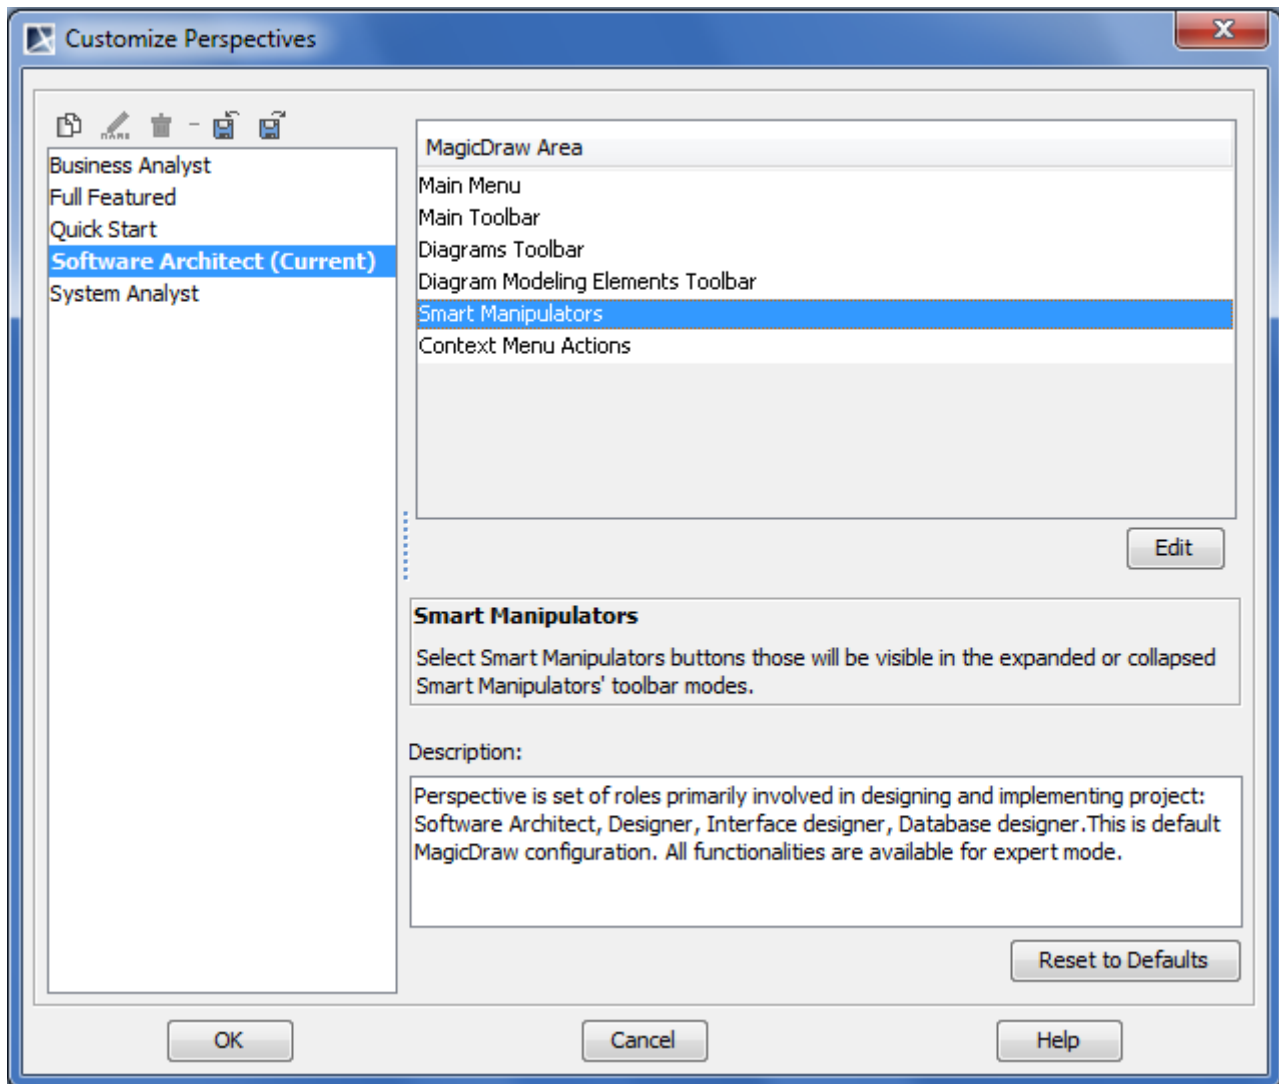 Customize Perspectives
NAME
Business Analyst
Full Featured
Quick Start
Software Architect (Current)
System Analyst
MagicDraw Area
Main Menu
Main Toolbar
Diagrams Toolbar
Diagram Modeling Elements Toolbar
Smart Manipulators
Context Menu Actions
Edit
Smart Manipulators
Select Smart Manipulators buttons those will be visible in the expanded or collapsed
Smart Manipulators' toolbar modes.
Description:
Perspective is set of roles primarily involved in designing and implementing project:
Software Architect, Designer, Interface designer, Database designer.This is default
MagicDraw configuration. All functionalities are available for expert mode.
Reset to Defaults
OK
Cancel
Help